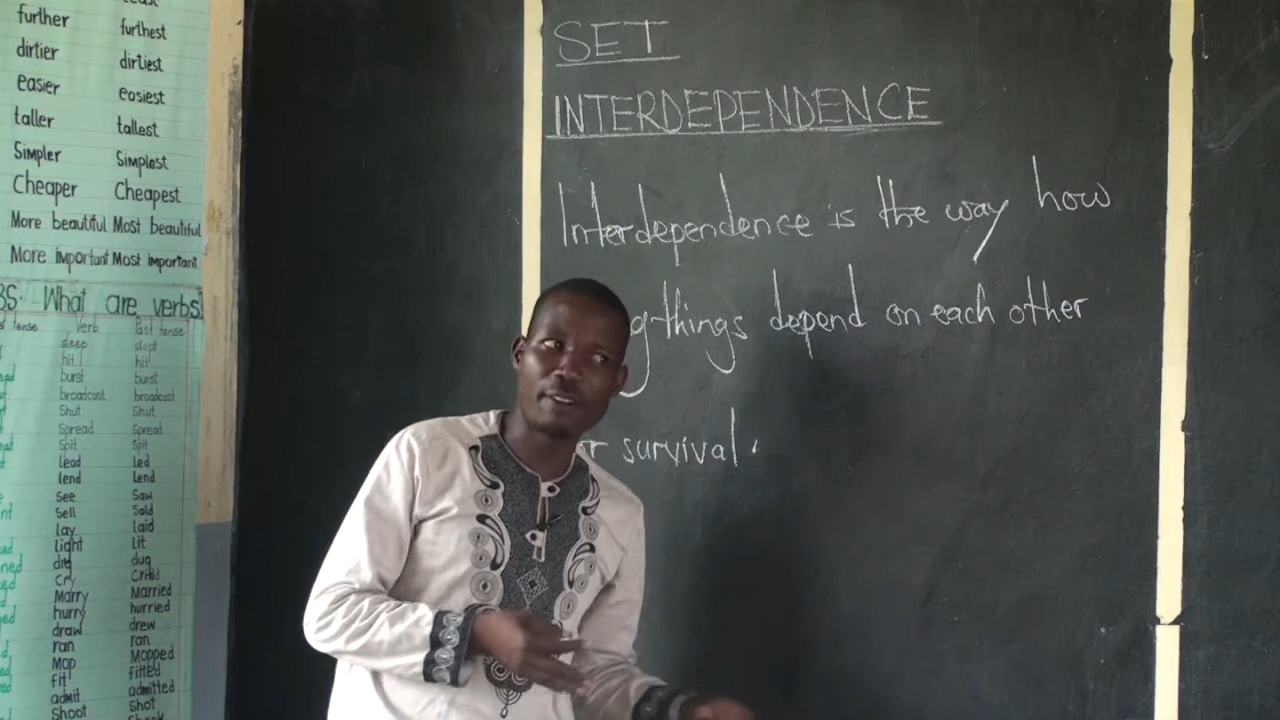 further furthest
dirtier dirtiest
easier easiest
taller tallest
Simpler Simplest
Cheaper Cheapest
More beautiful Most beautiful
More important Most important
What are verbs
Verb Past tense
sleep slept
hit hit
burst burst
broadcast broadcast
Shut Shut
Spread Spread
Spit Spit
lead Led
lend Lend
see Saw
Sell Sold
lay laid
light Lit
dig dug
Cry
Marry Married
hurry hurried
draw drew
ran ran
Mop Mopped
fit fitted
admit admitted
Shoot Shot
SET
INTERDEPENDENCE
Interdependence is the way how
things depend on each other
survival.